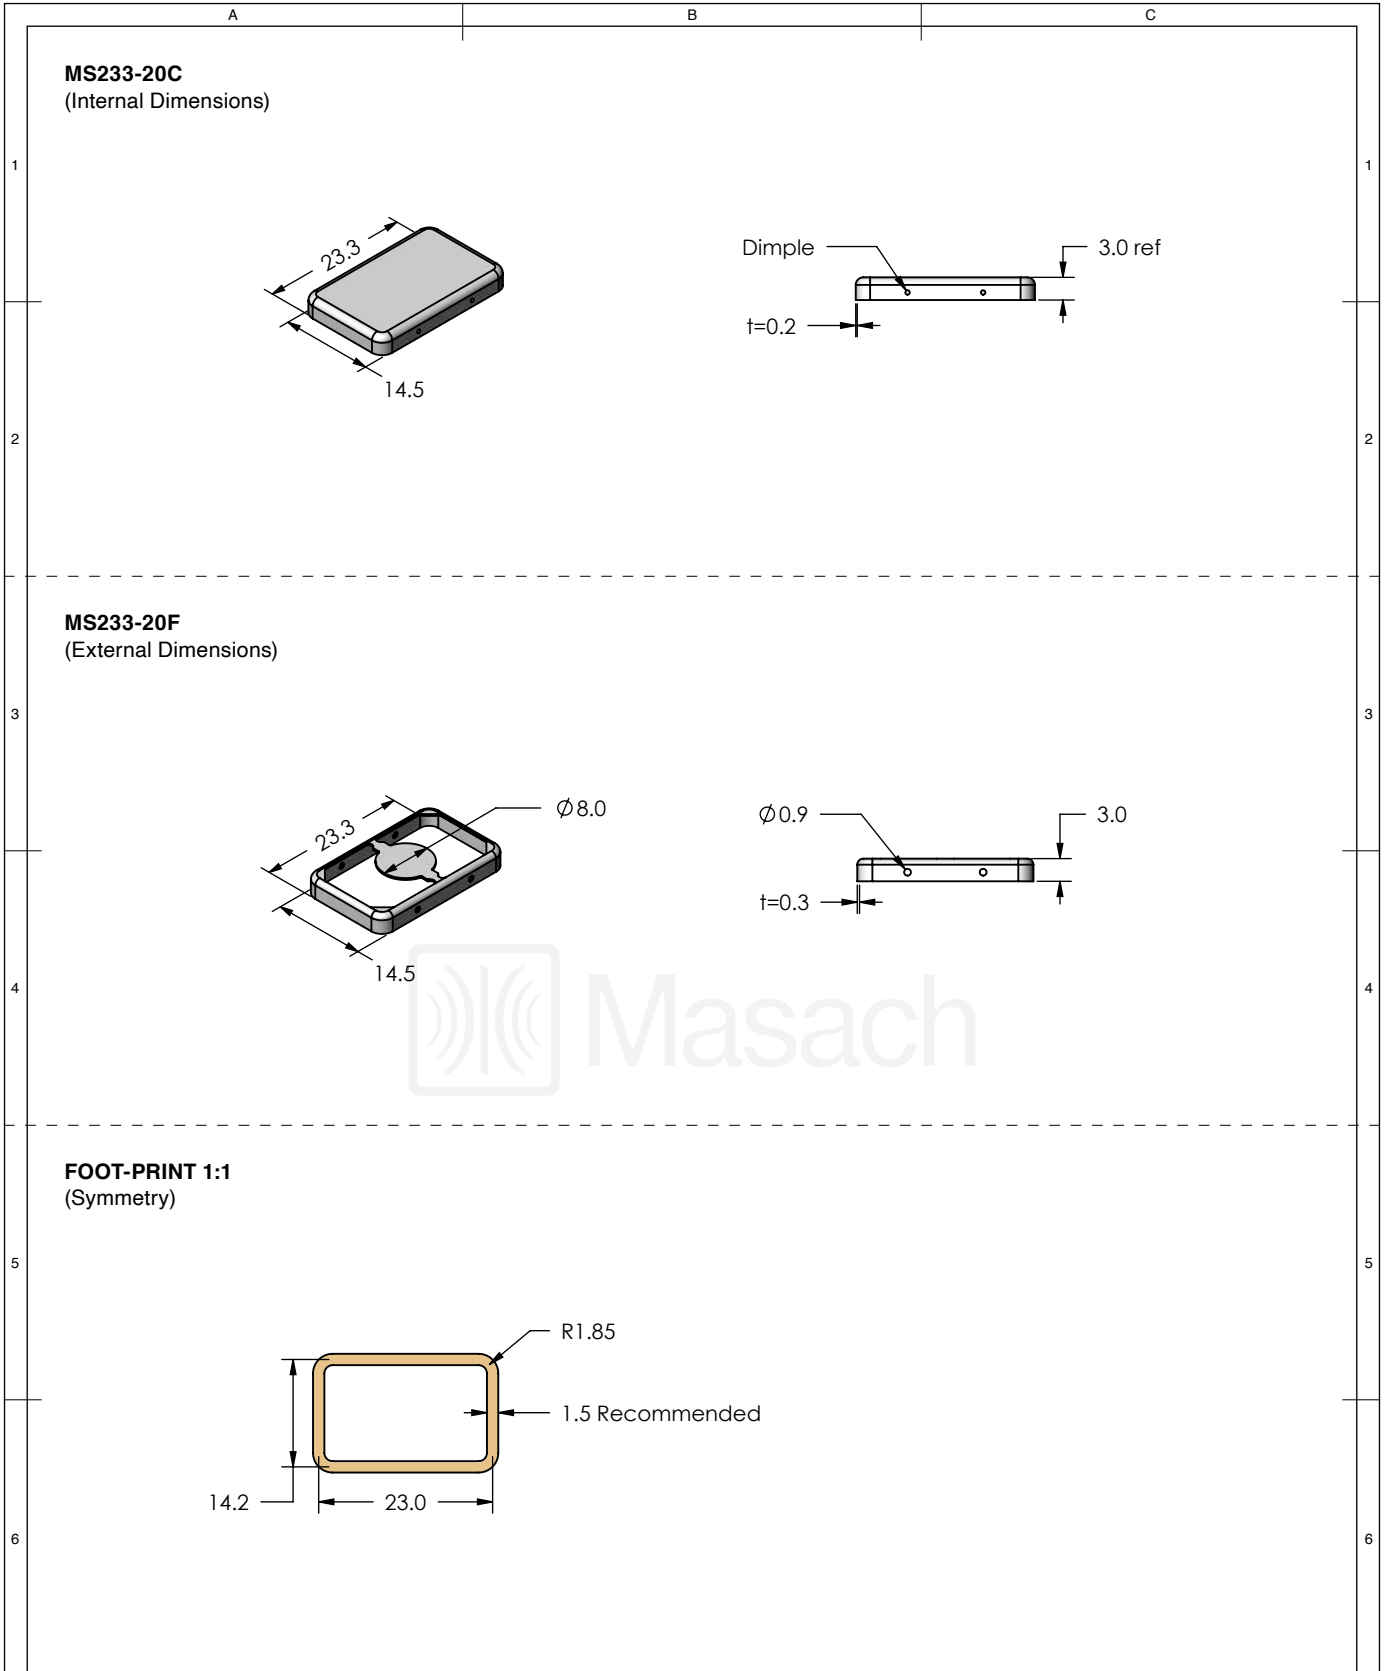 A B C
MS233-20C
(Internal Dimensions)
1 1
23.3
14.5
Dimple
3.0 ref
t=0.2
2 2
MS233-20F
(External Dimensions)
3 3
23.3
Ø8.0
14.5
Ø0.9
3.0
t=0.3
4 4
Masach
FOOT-PRINT 1:1
(Symmetry)
5 5
R1.85
1.5 Recommended
14.2
23.0
6 6